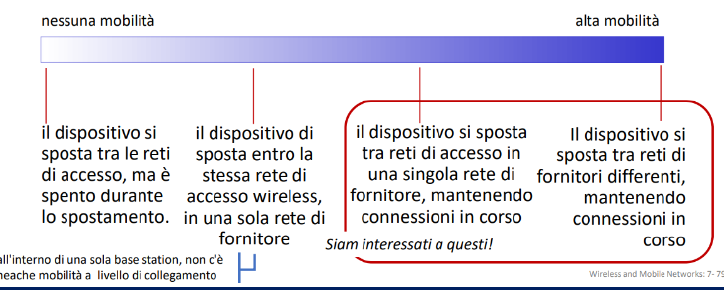 nessuna mobilità
alta mobilità
il dispositivo si
sposta tra le reti
di accesso, ma è
spento durante
lo spostamento.
il dispositivo di
sposta entro la
stessa rete di
accesso wireless,
in una sola rete di
fornitore
il dispositivo si sposta
tra reti di accesso in
una singola rete di
fornitore, mantenendo
connessioni in corso
Il dispositivo si
sposta tra reti di
fornitori differenti,
mantenendo
connessioni in
corso
Siam interessati a questi!
all'interno di una sola base station, non c'è
neache mobilità a livello di collegamento
Wireless and Mobile Networks: 7- 79